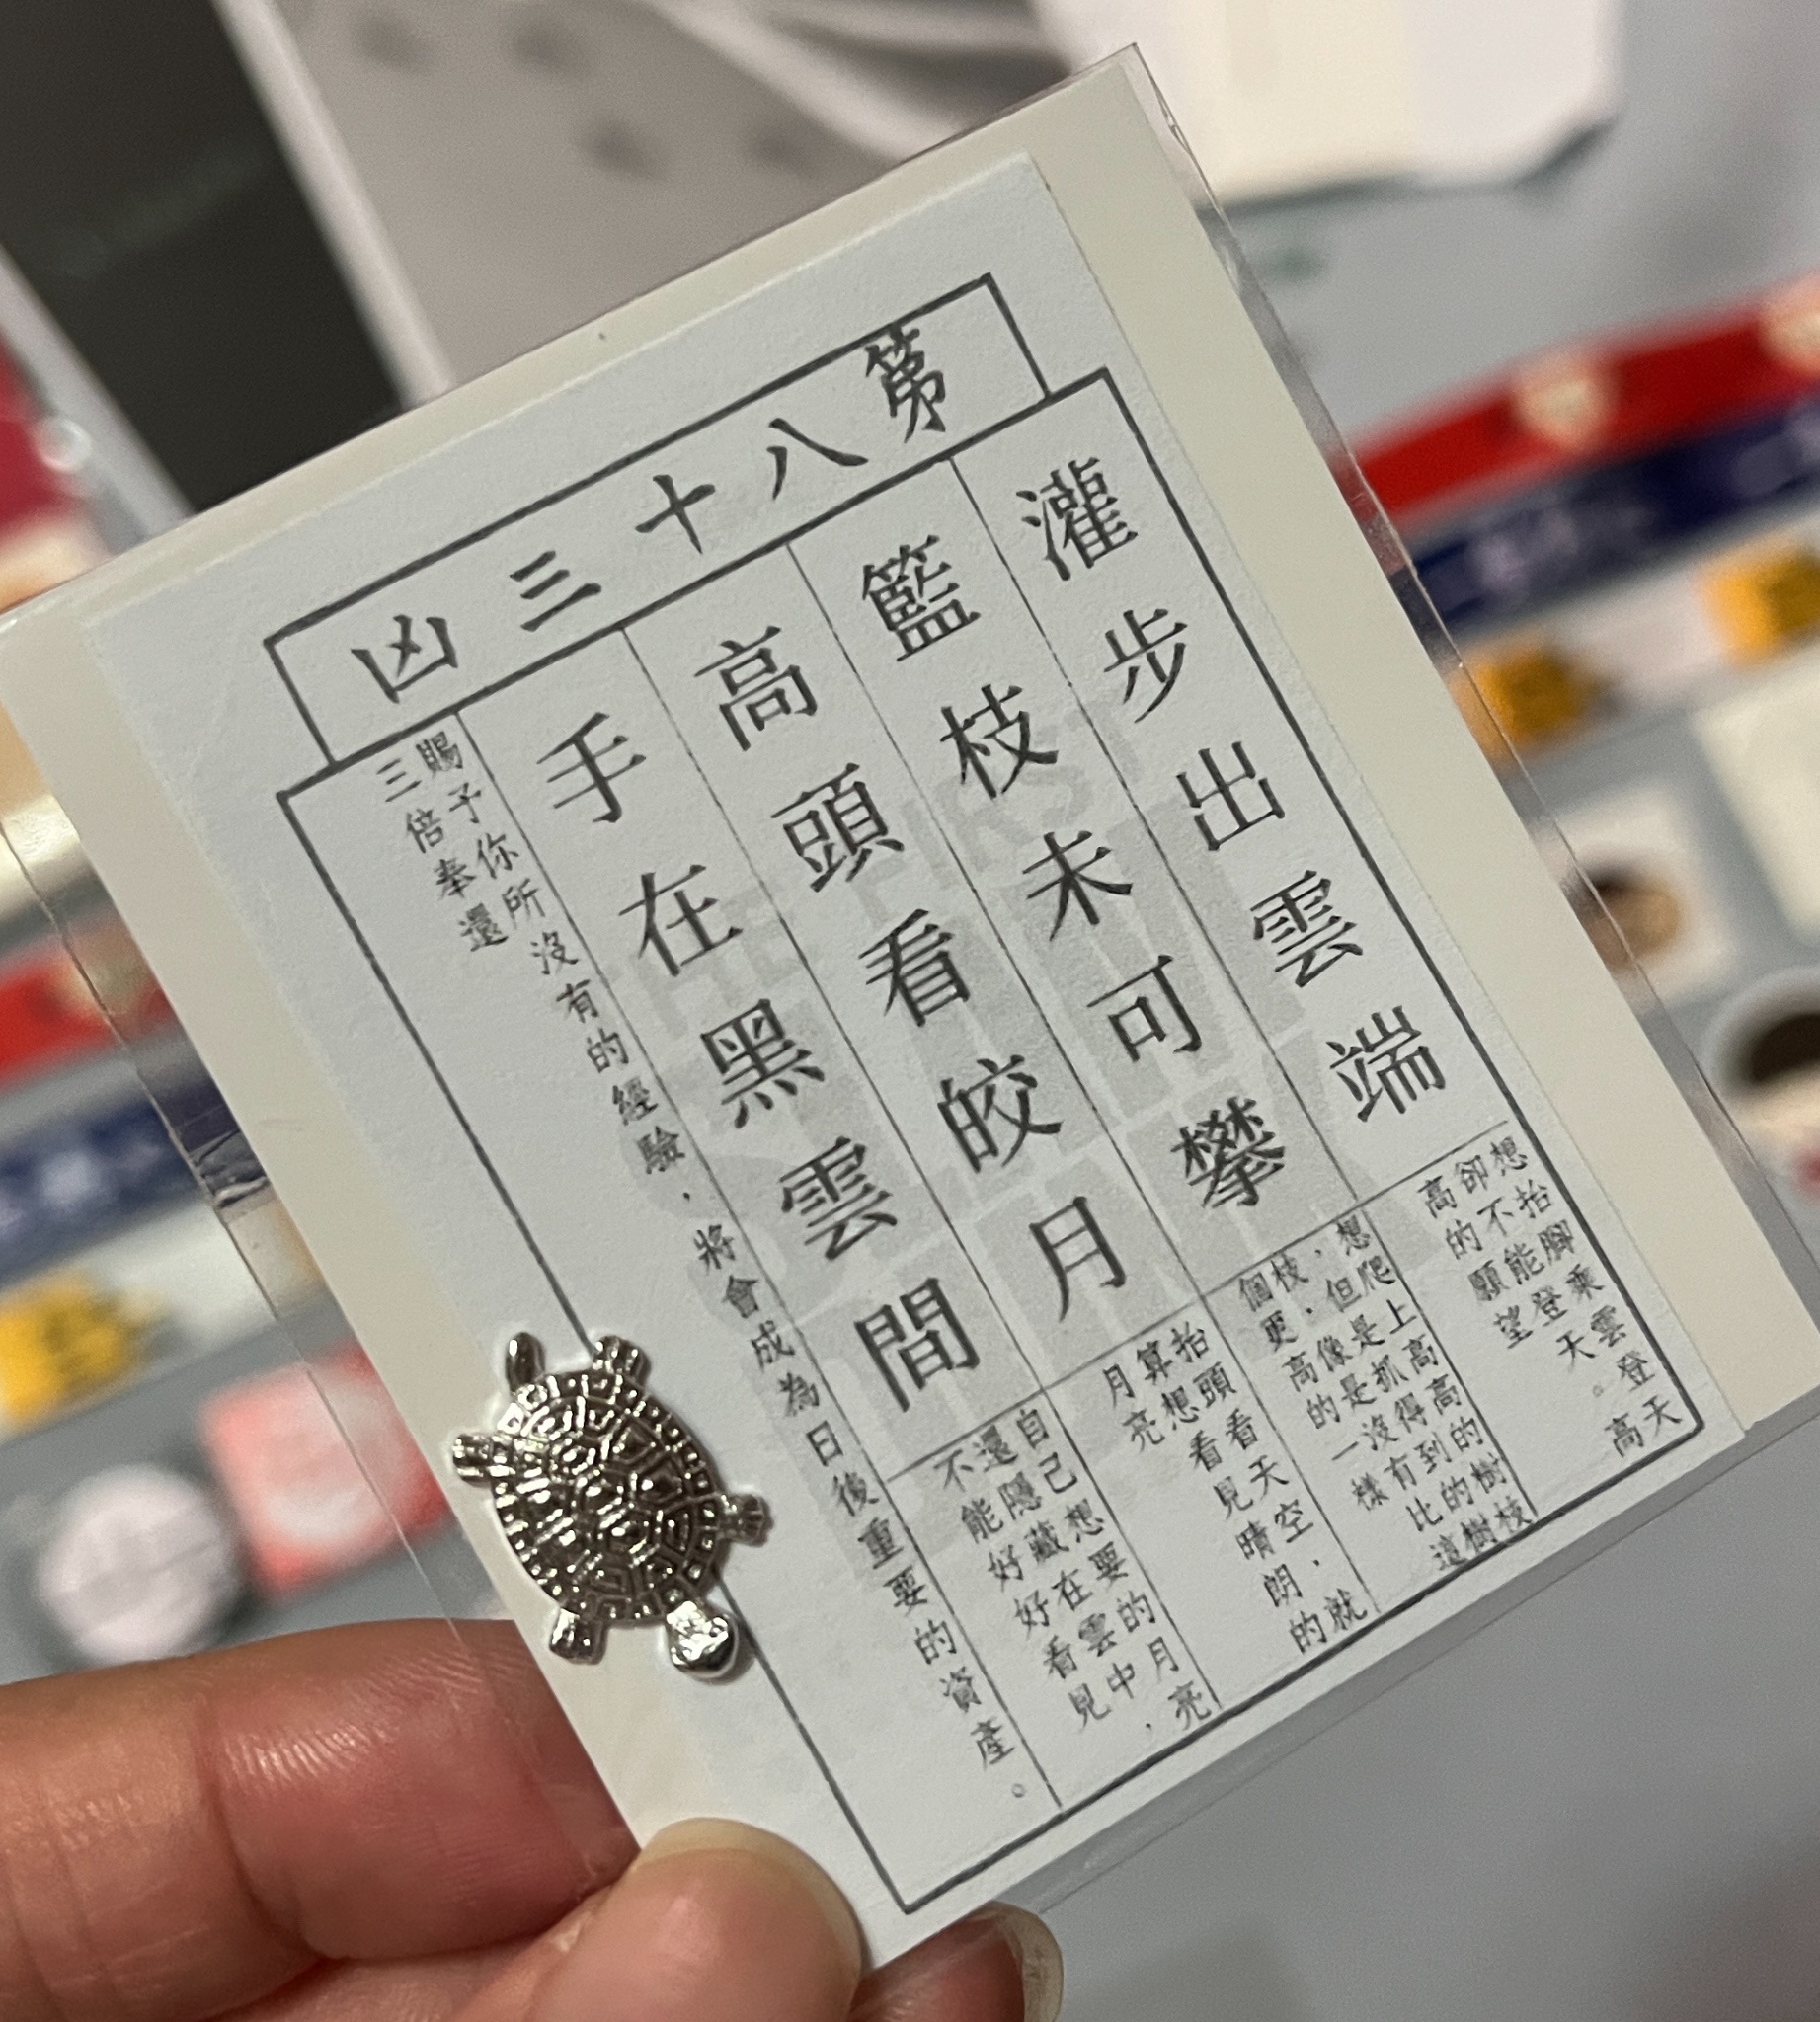 第八十三凶
灌步出雲端
想抬腳乘雲登天
卻不能登天。高
高的願望
籃枝未可攀
想爬上高高的樹枝
，但是抓得到的樹
枝，像是沒有比這
個更高的一樣
高頭看皎月
抬頭看天空，就
算想看見晴朗的
月亮
手在黑雲間
自己想要的月亮
還隱藏在雲中，
不能好好看見
賜予你所沒有的經驗，將會成為日後重要的資產。
三倍奉還